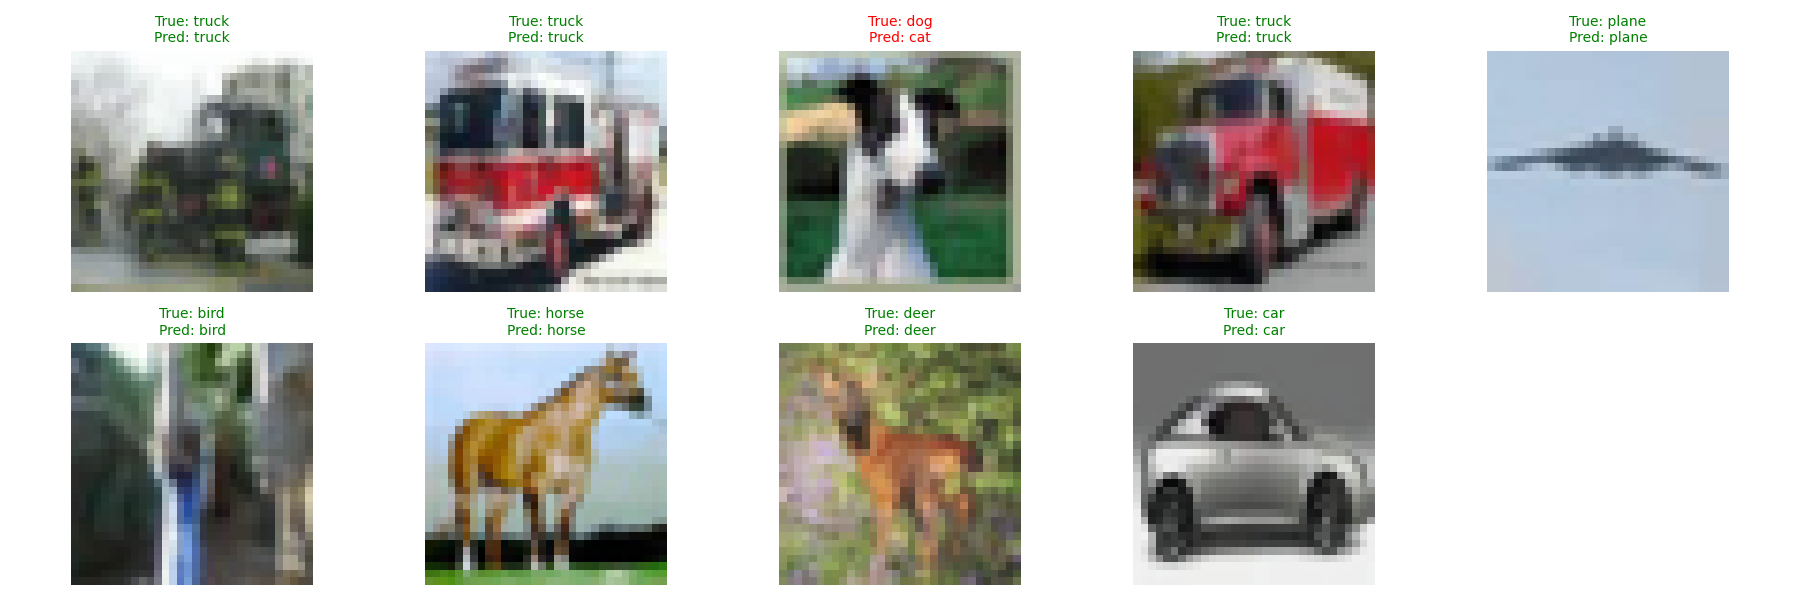 True: truck
Pred: truck
True: truck
Pred: truck
True: dog
Pred: cat
True: truck
Pred: truck
True: plane
Pred: plane
True: bird
Pred: bird
True: horse
Pred: horse
True: deer
Pred: deer
True: car
Pred: car